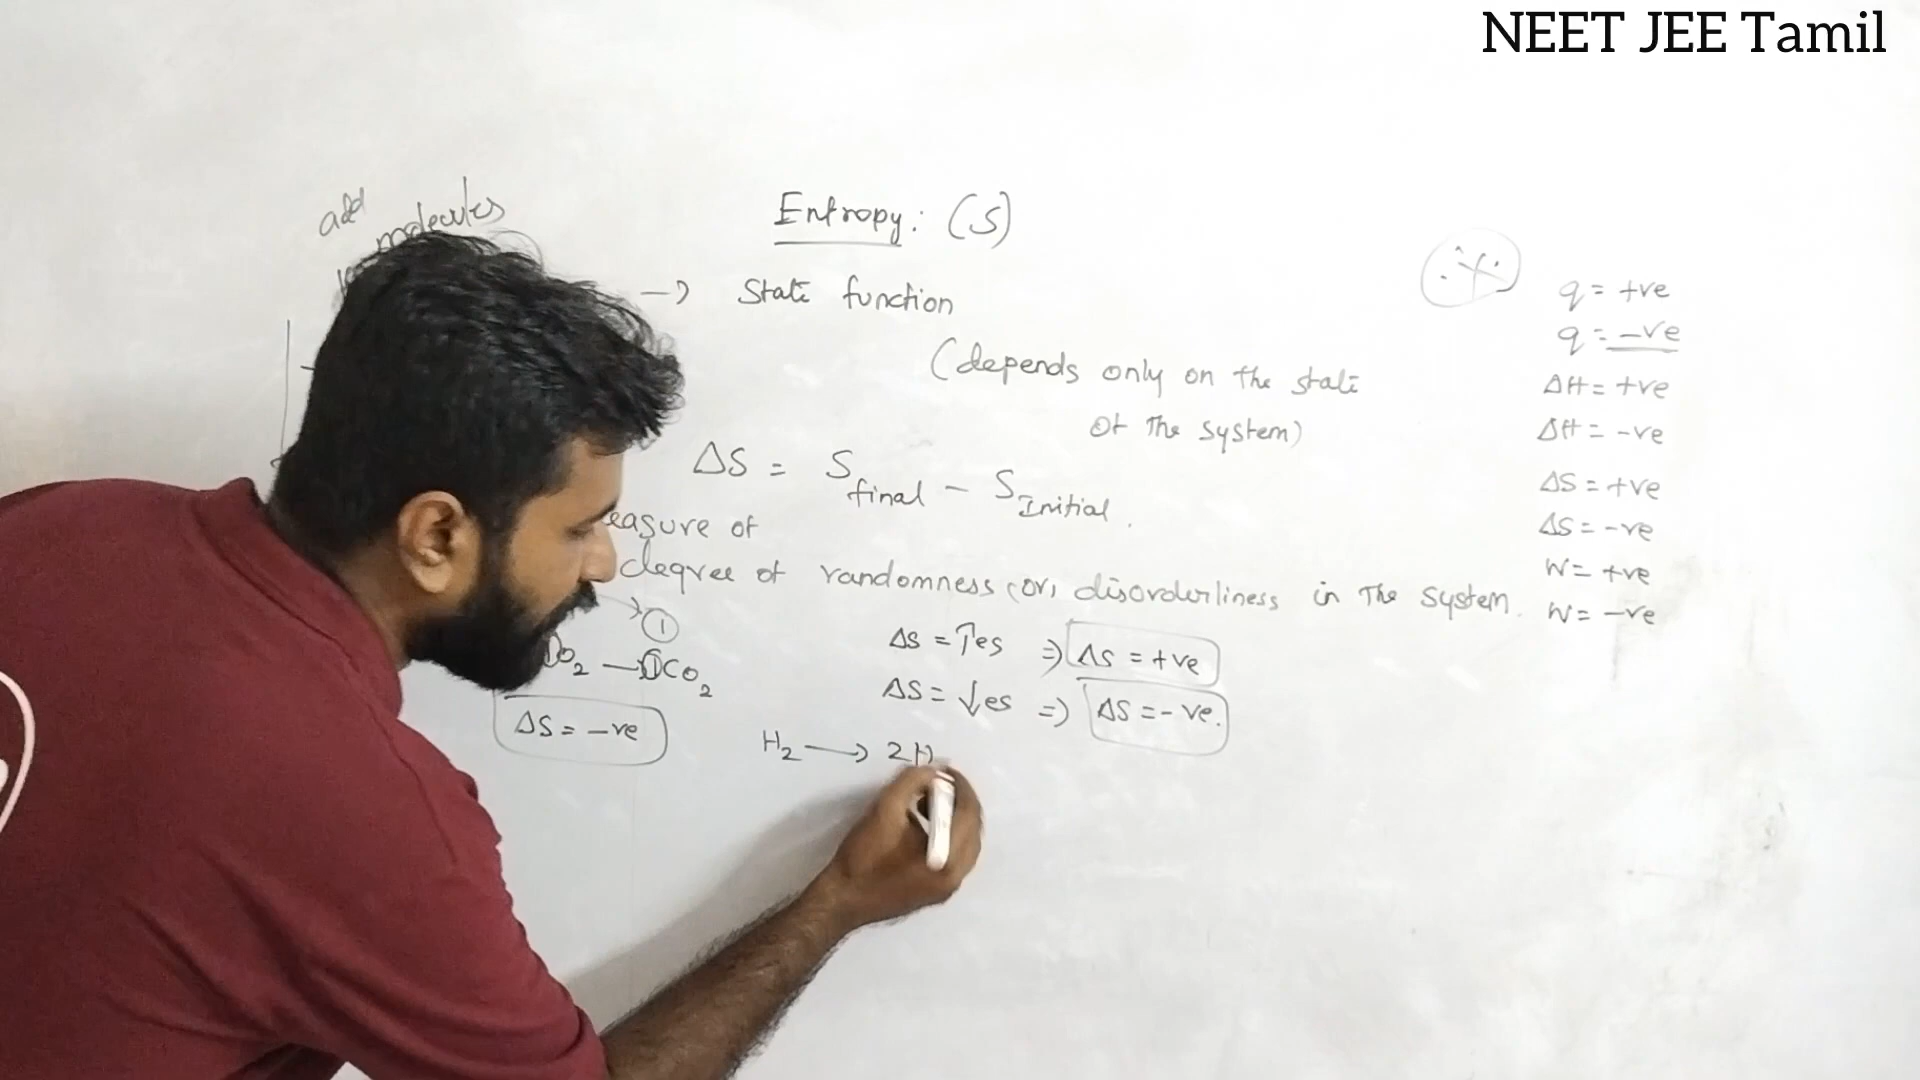 NEET JEE Tamil
add
molecules
Entropy: (S)
→ State function
(depends only on the state
of the system)
ΔS = S final - S Initial.
easure of
degree of randomness (or) disorderliness in the system.
①
O2 → CO2
ΔS = -ve
ΔS = ↑es ⇒ ΔS = +ve
ΔS = ↓es ⇒ ΔS = -ve.
H2 → 2H
q = +ve
q = -ve
ΔH = +ve
ΔH = -ve
ΔS = +ve
ΔS = -ve
W = +ve
W = -ve